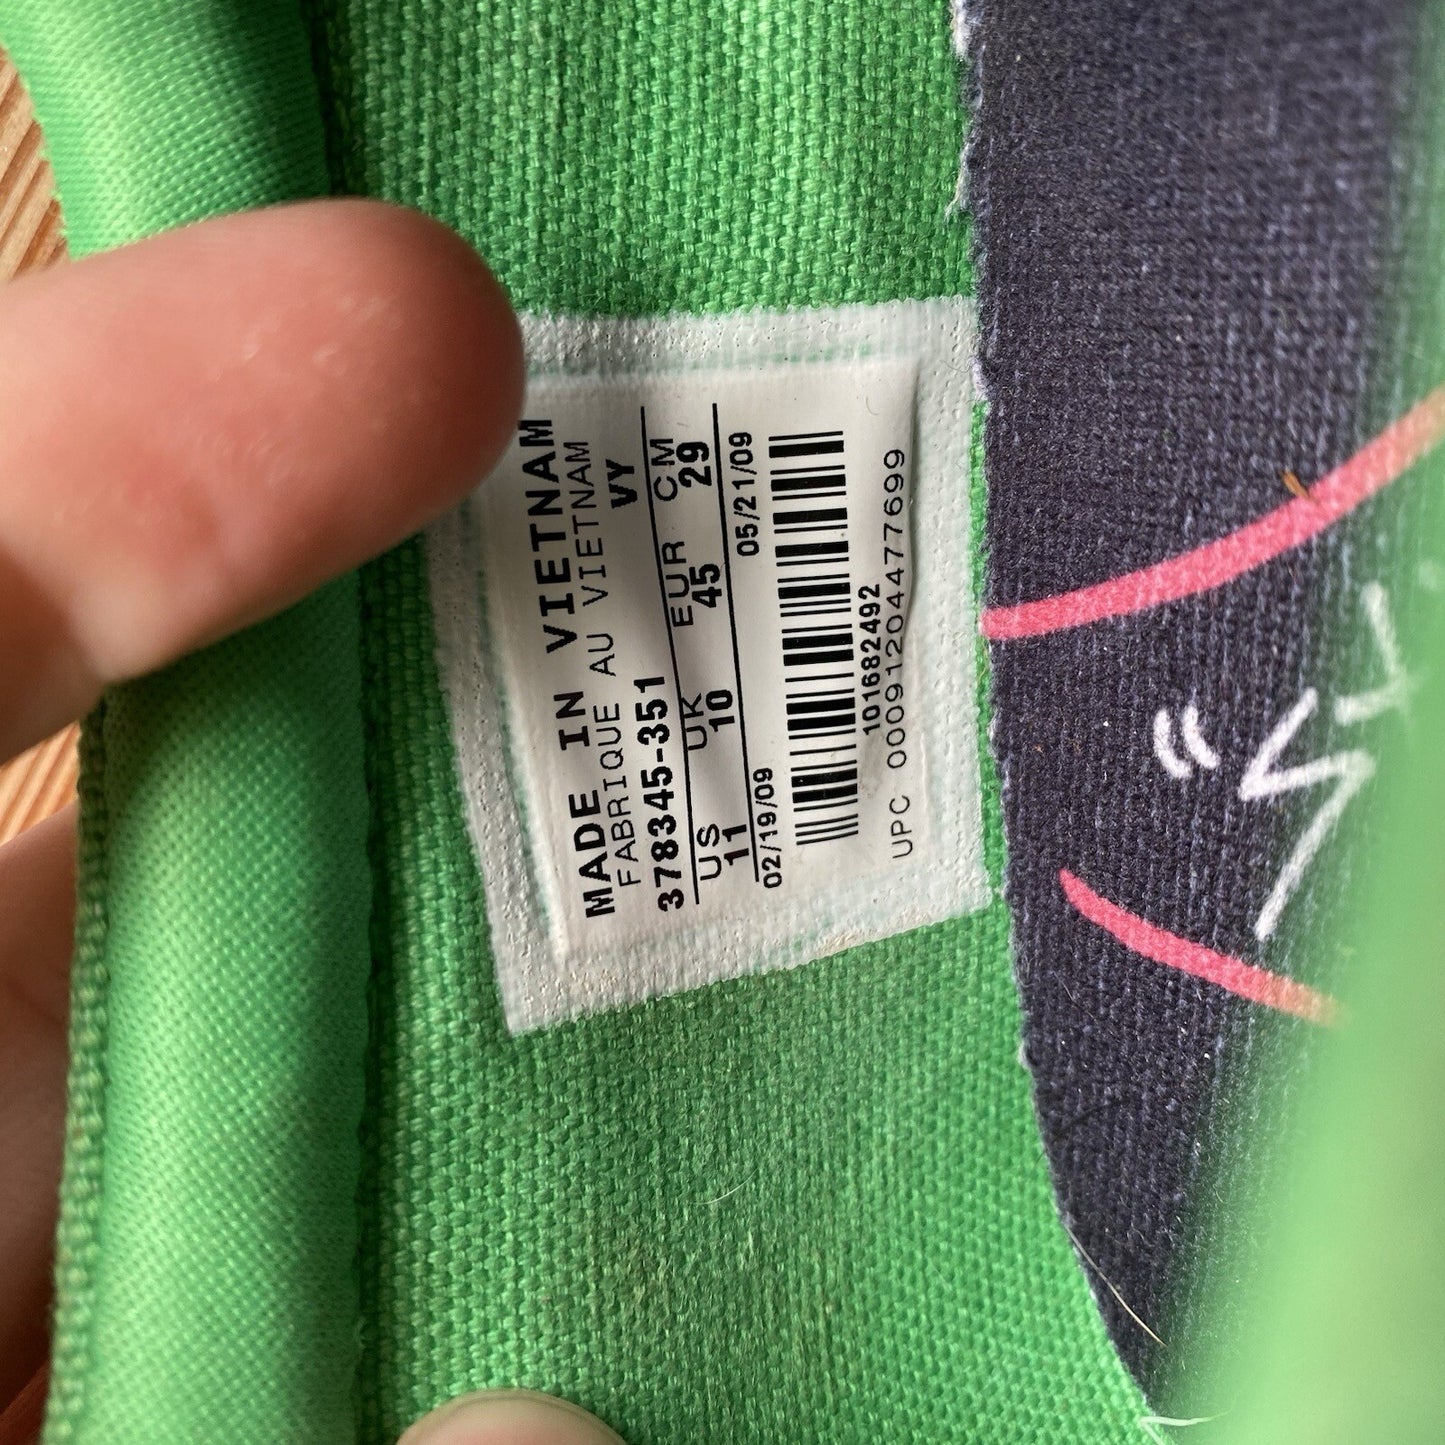 MADE IN VIETNAM
FABRIQUE AU VIETNAM
378345-351 VY
US UK EUR CM
11 10 45 29
02/19/09 05/21/09
101682492
UPC 00091204477699